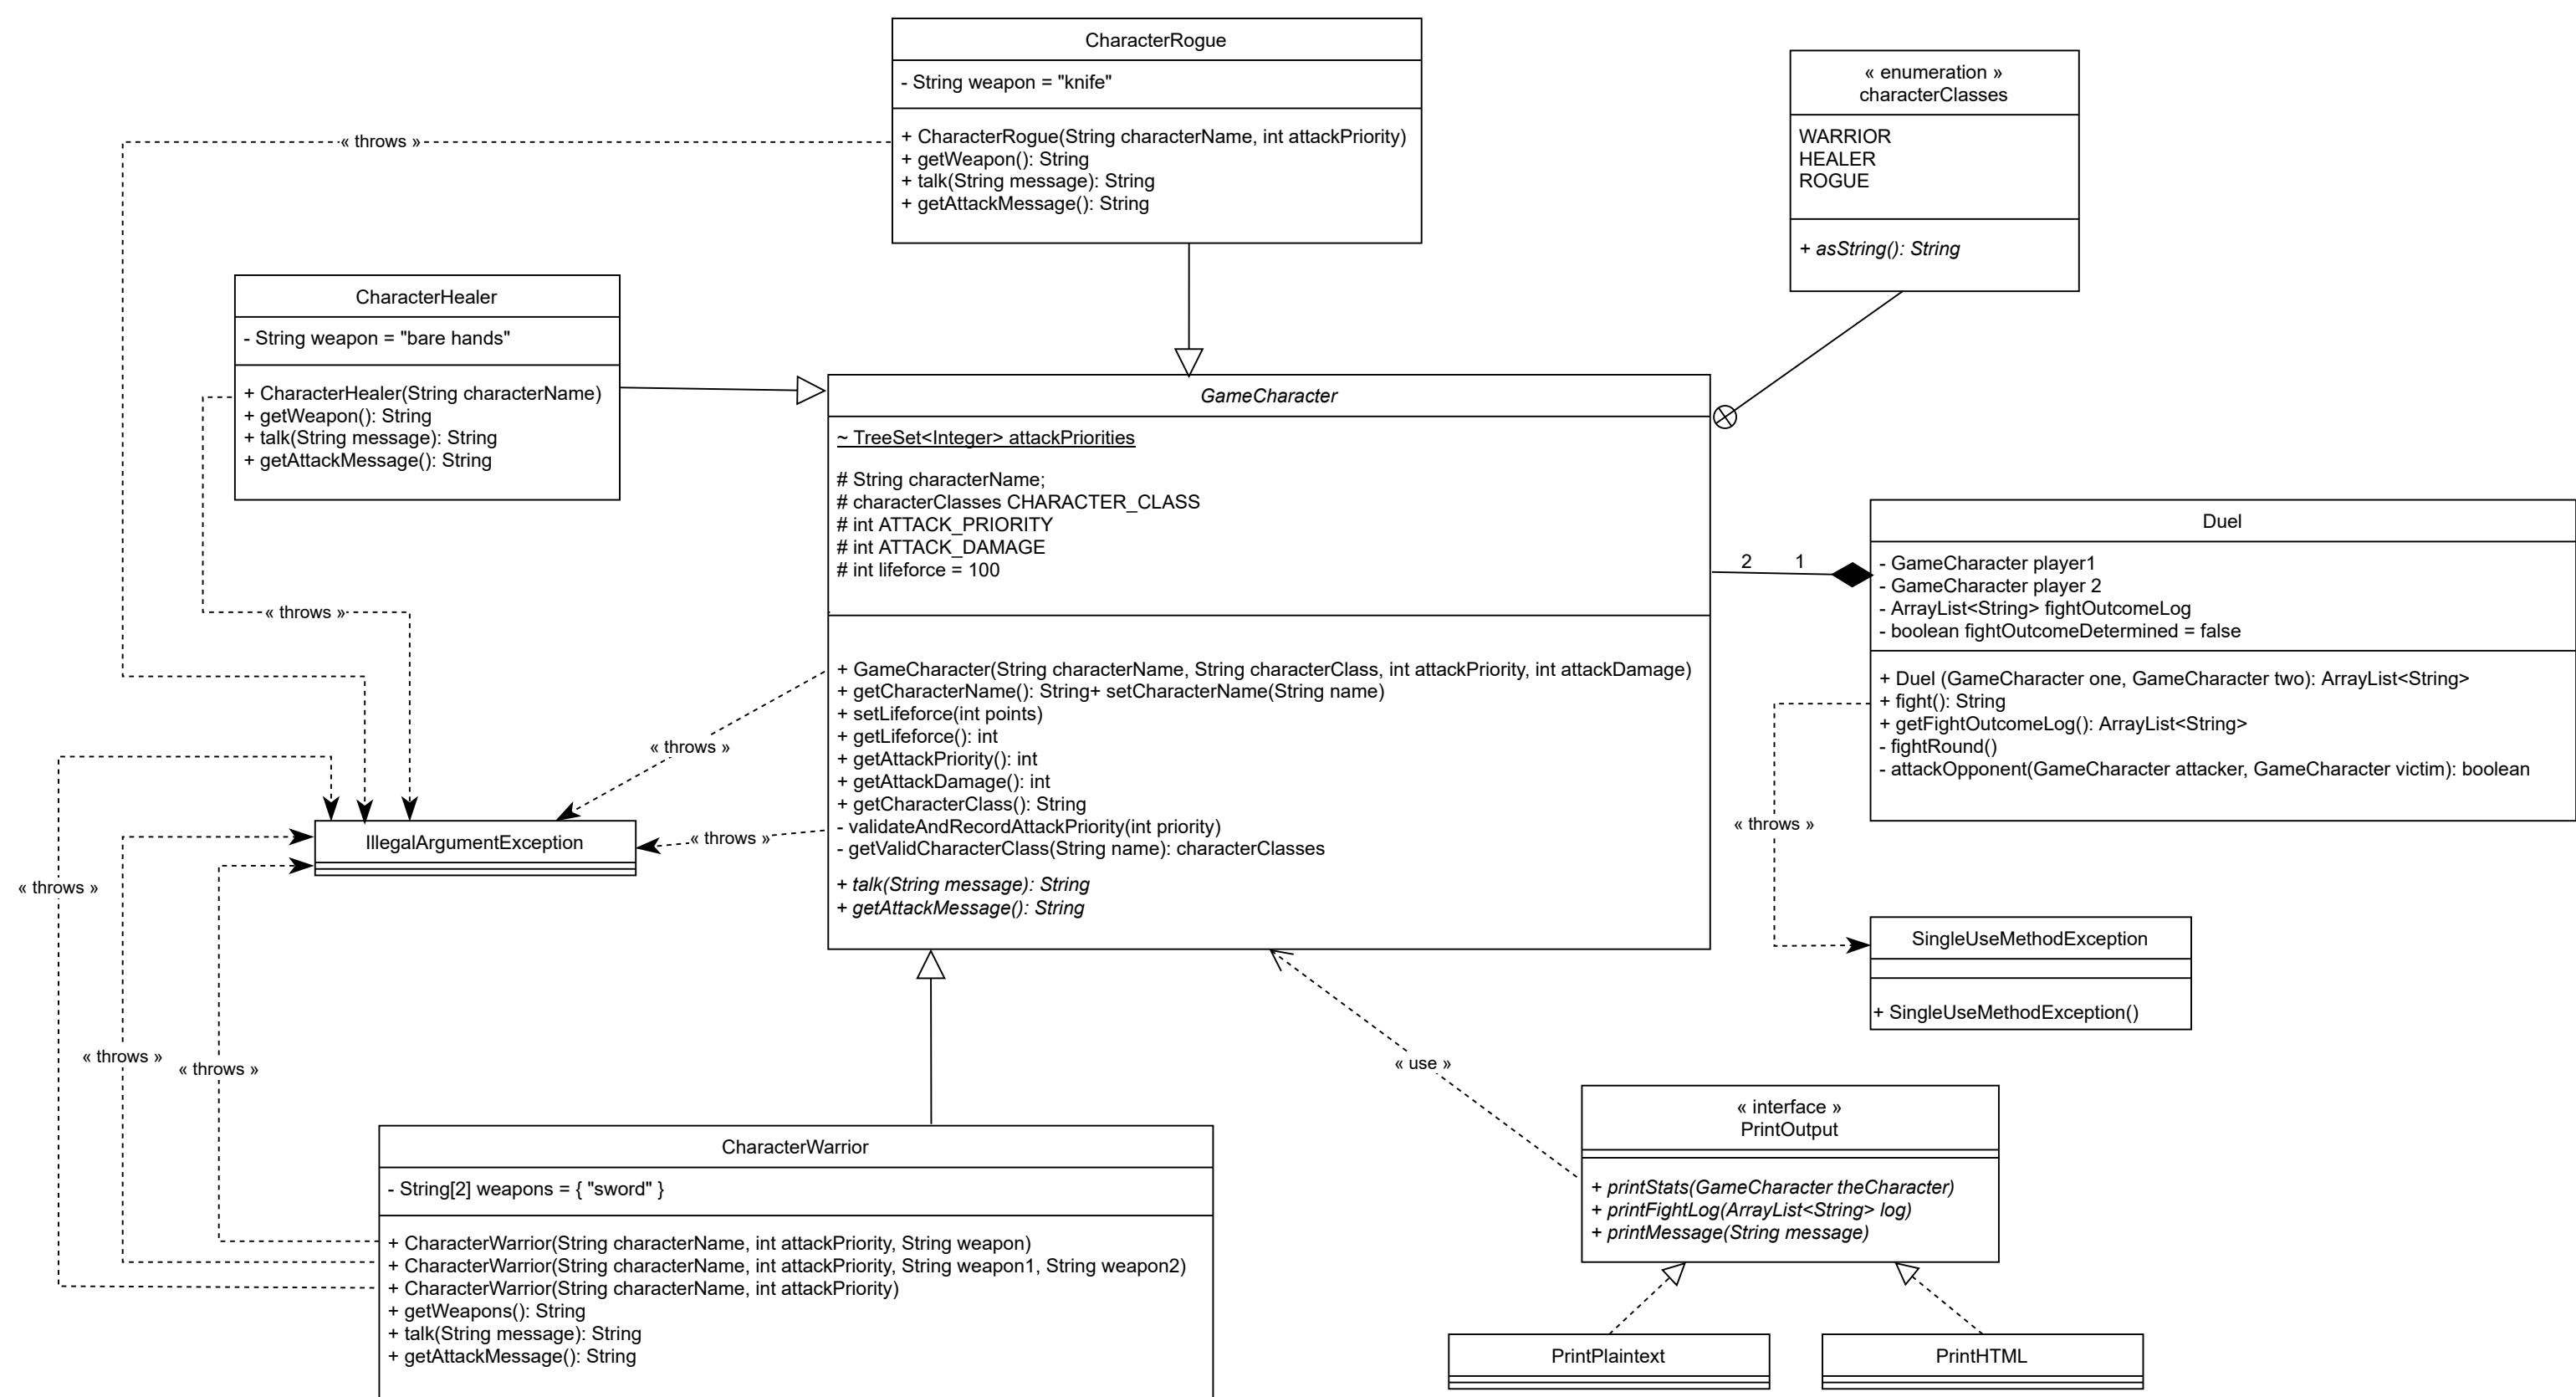 CharacterRogue
- String weapon = "knife"
+ CharacterRogue(String characterName, int attackPriority)
+ getWeapon(): String
+ talk(String message): String
+ getAttackMessage(): String
« enumeration »
characterClasses
WARRIOR
HEALER
ROGUE
+ asString(): String
« throws »
CharacterHealer
- String weapon = "bare hands"
+ CharacterHealer(String characterName)
+ getWeapon(): String
+ talk(String message): String
+ getAttackMessage(): String
« throws »
GameCharacter
~ TreeSet<Integer> attackPriorities
# String characterName;
# characterClasses CHARACTER_CLASS
# int ATTACK_PRIORITY
# int ATTACK_DAMAGE
# int lifeforce = 100
+ GameCharacter(String characterName, String characterClass, int attackPriority, int attackDamage)
+ getCharacterName(): String+ setCharacterName(String name)
+ setLifeforce(int points)
+ getLifeforce(): int
+ getAttackPriority(): int
+ getAttackDamage(): int
+ getCharacterClass(): String
- validateAndRecordAttackPriority(int priority)
- getValidCharacterClass(String name): characterClasses
+ talk(String message): String
+ getAttackMessage(): String
2 1
Duel
- GameCharacter player1
- GameCharacter player 2
- ArrayList<String> fightOutcomeLog
- boolean fightOutcomeDetermined = false
+ Duel (GameCharacter one, GameCharacter two): ArrayList<String>
+ fight(): String
+ getFightOutcomeLog(): ArrayList<String>
- fightRound()
- attackOpponent(GameCharacter attacker, GameCharacter victim): boolean
« throws »
« throws »
« throws »
IllegalArgumentException
« throws »
« throws »
« throws »
SingleUseMethodException
+ SingleUseMethodException()
« use »
« interface »
PrintOutput
+ printStats(GameCharacter theCharacter)
+ printFightLog(ArrayList<String> log)
+ printMessage(String message)
CharacterWarrior
- String[2] weapons = { "sword" }
+ CharacterWarrior(String characterName, int attackPriority, String weapon)
+ CharacterWarrior(String characterName, int attackPriority, String weapon1, String weapon2)
+ CharacterWarrior(String characterName, int attackPriority)
+ getWeapons(): String
+ talk(String message): String
+ getAttackMessage(): String
PrintPlaintext
PrintHTML